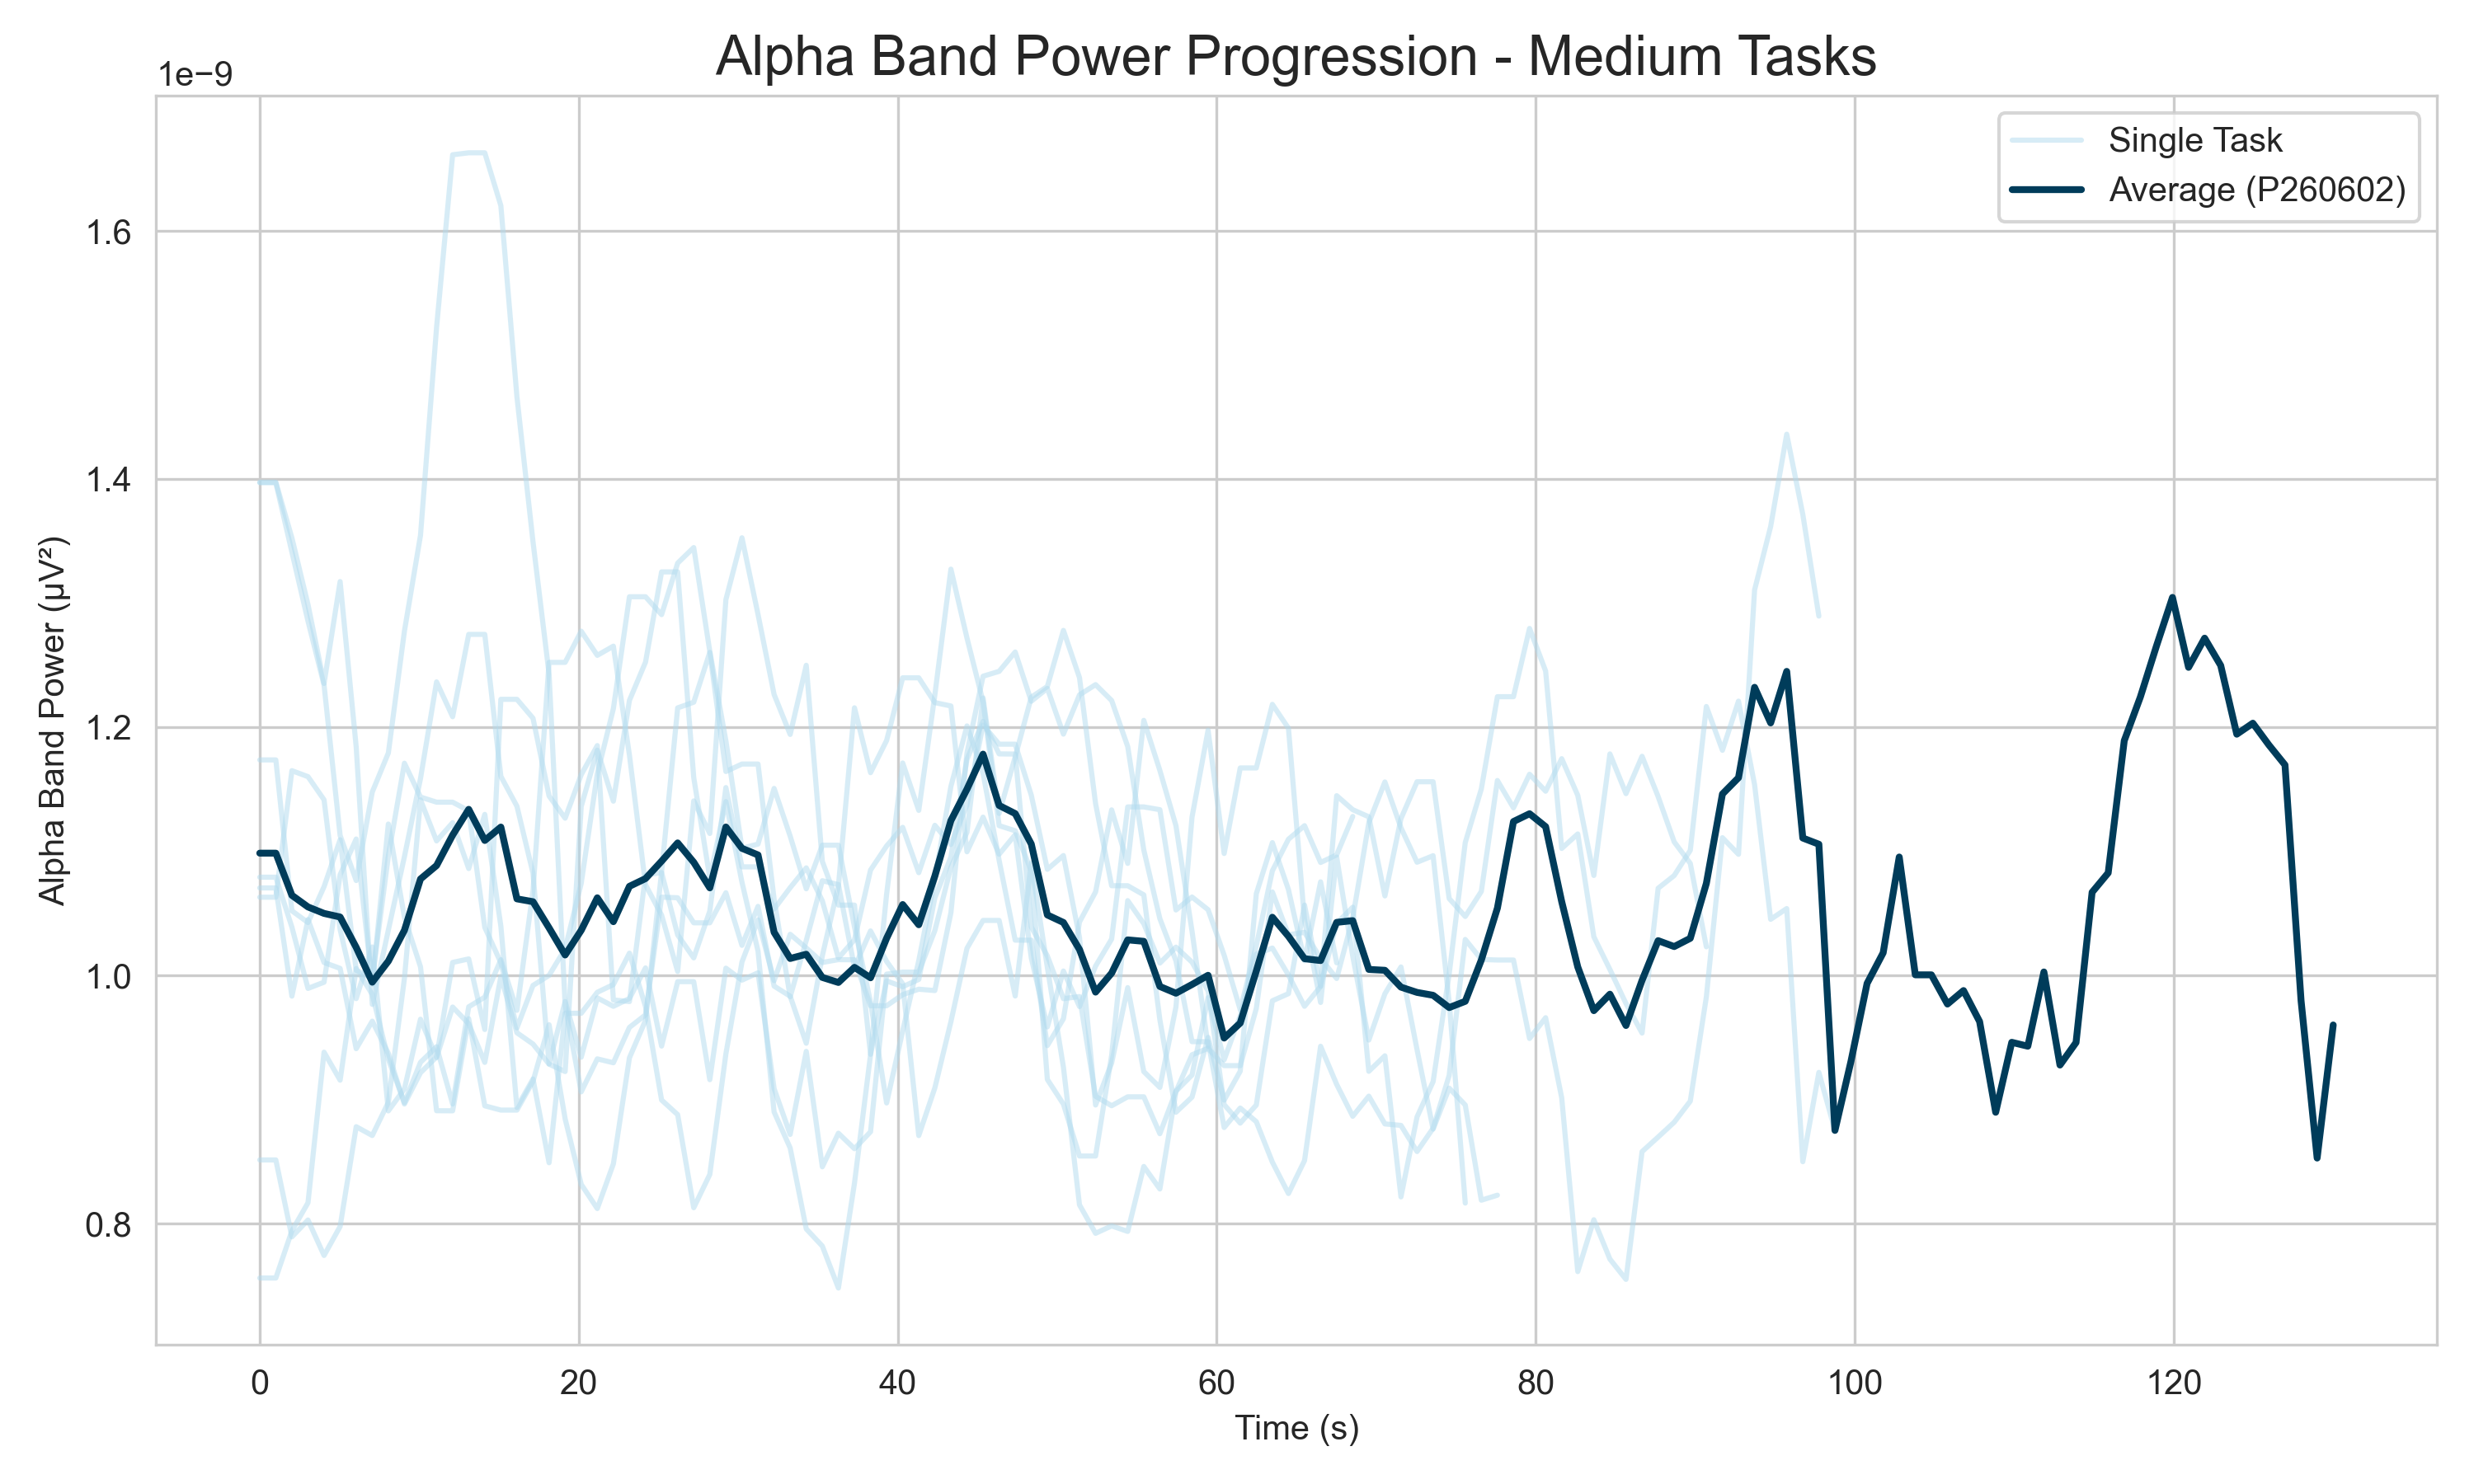 Alpha Band Power Progression - Medium Tasks
1e−9
Single Task
Average (P260602)
1.6
1.4
1.2
1.0
0.8
Alpha Band Power (µV²)
0 20 40 60 80 100 120
Time (s)